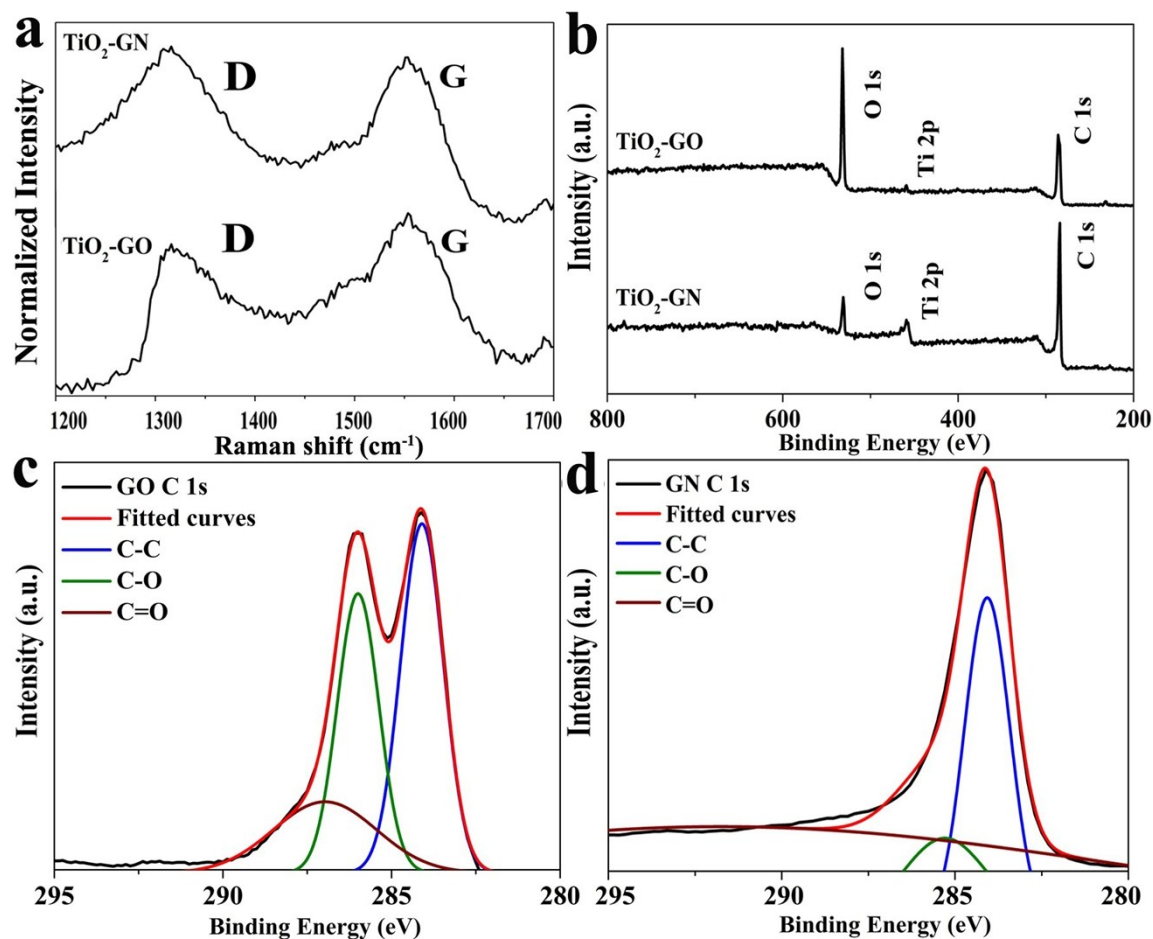 a
TiO₂-GN
D
G
TiO₂-GO
D
G
Normalized Intensity
1200 1300 1400 1500 1600 1700
Raman shift (cm⁻¹)
b
O 1s
Ti 2p
C 1s
TiO₂-GO
O 1s
Ti 2p
C 1s
TiO₂-GN
Intensity (a.u.)
800 600 400 200
Binding Energy (eV)
c
GO C 1s
Fitted curves
C-C
C-O
C=O
Intensity (a.u.)
295 290 285 280
Binding Energy (eV)
d
GN C 1s
Fitted curves
C-C
C-O
C=O
Intensity (a.u.)
295 290 285 280
Binding Energy (eV)